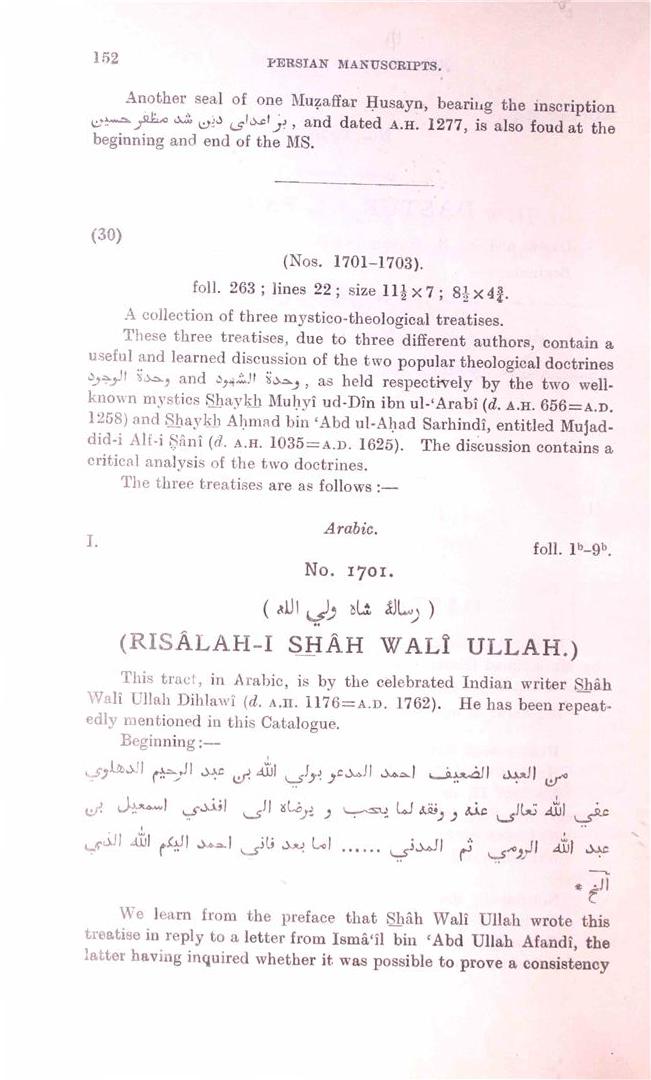 152
PERSIAN MANUSCRIPTS.
Another seal of one Muẓaffar Ḥusayn, bearing the inscription
بر اعدای دین شد مظفر حسین, and dated A.H. 1277, is also foud at the
beginning and end of the MS.
(30)
(Nos. 1701–1703).
foll. 263 ; lines 22 ; size 11½ × 7 ; 8½ × 4¾.
A collection of three mystico-theological treatises.
These three treatises, due to three different authors, contain a
useful and learned discussion of the two popular theological doctrines
وحدة الوجود and وحدة الشهود, as held respectively by the two well-
known mystics Shaykh Muḥyî ud-Dîn ibn ul-‘Arabî (d. A.H. 656=A.D.
1258) and Shaykh Aḥmad bin ‘Abd ul-Aḥad Sarhindî, entitled Mujad-
did-i Alf-i Ṣânî (d. A.H. 1035=A.D. 1625). The discussion contains a
critical analysis of the two doctrines.
The three treatises are as follows :—
Arabic.
I.
foll. 1ᵇ–9ᵇ.
No. 1701.
( رسالۀ شاه ولي الله )
(RISÂLAH-I SHÂH WALÎ ULLAH.)
This tract, in Arabic, is by the celebrated Indian writer Shâh
Walî Ullah Dihlawî (d. A.H. 1176=A.D. 1762). He has been repeat-
edly mentioned in this Catalogue.
Beginning :—
من العبد الضعيف احمد المدعو بولي الله بن عبد الرحيم الدهلوي
عفي الله تعالى عنه و وفقه لما يحب و يرضاه الى افندي اسمعيل بن
عبد الله الرومي ثم المدني ...... اما بعد فانى احمد اليكم الله الذي
الخ *
We learn from the preface that Shâh Walî Ullah wrote this
treatise in reply to a letter from Ismâ‘îl bin ‘Abd Ullah Afandî, the
latter having inquired whether it was possible to prove a consistency